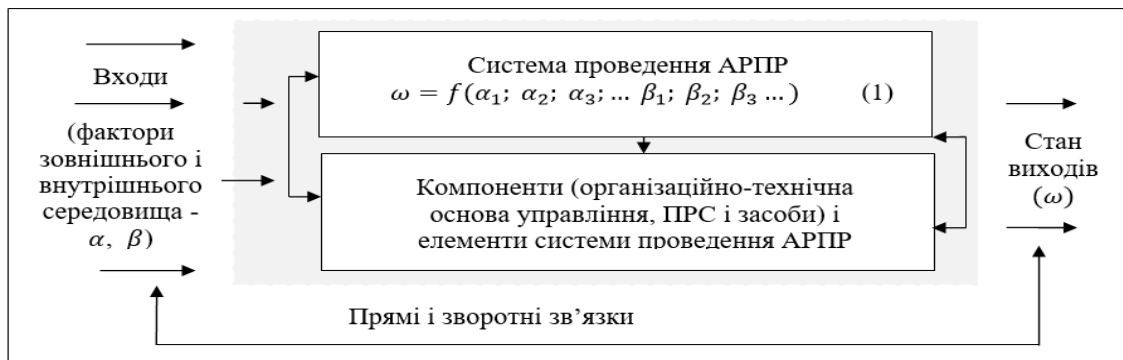 Входи
(фактори
зовнішнього і
внутрішнього
середовища -
α, β)
Система проведення АРПР
ω = f(α₁; α₂; α₃; … β₁; β₂; β₃ …) (1)
Компоненти (організаційно-технічна
основа управління, ПРС і засоби) і
елементи системи проведення АРПР
Стан
виходів
(ω)
Прямі і зворотні зв’язки